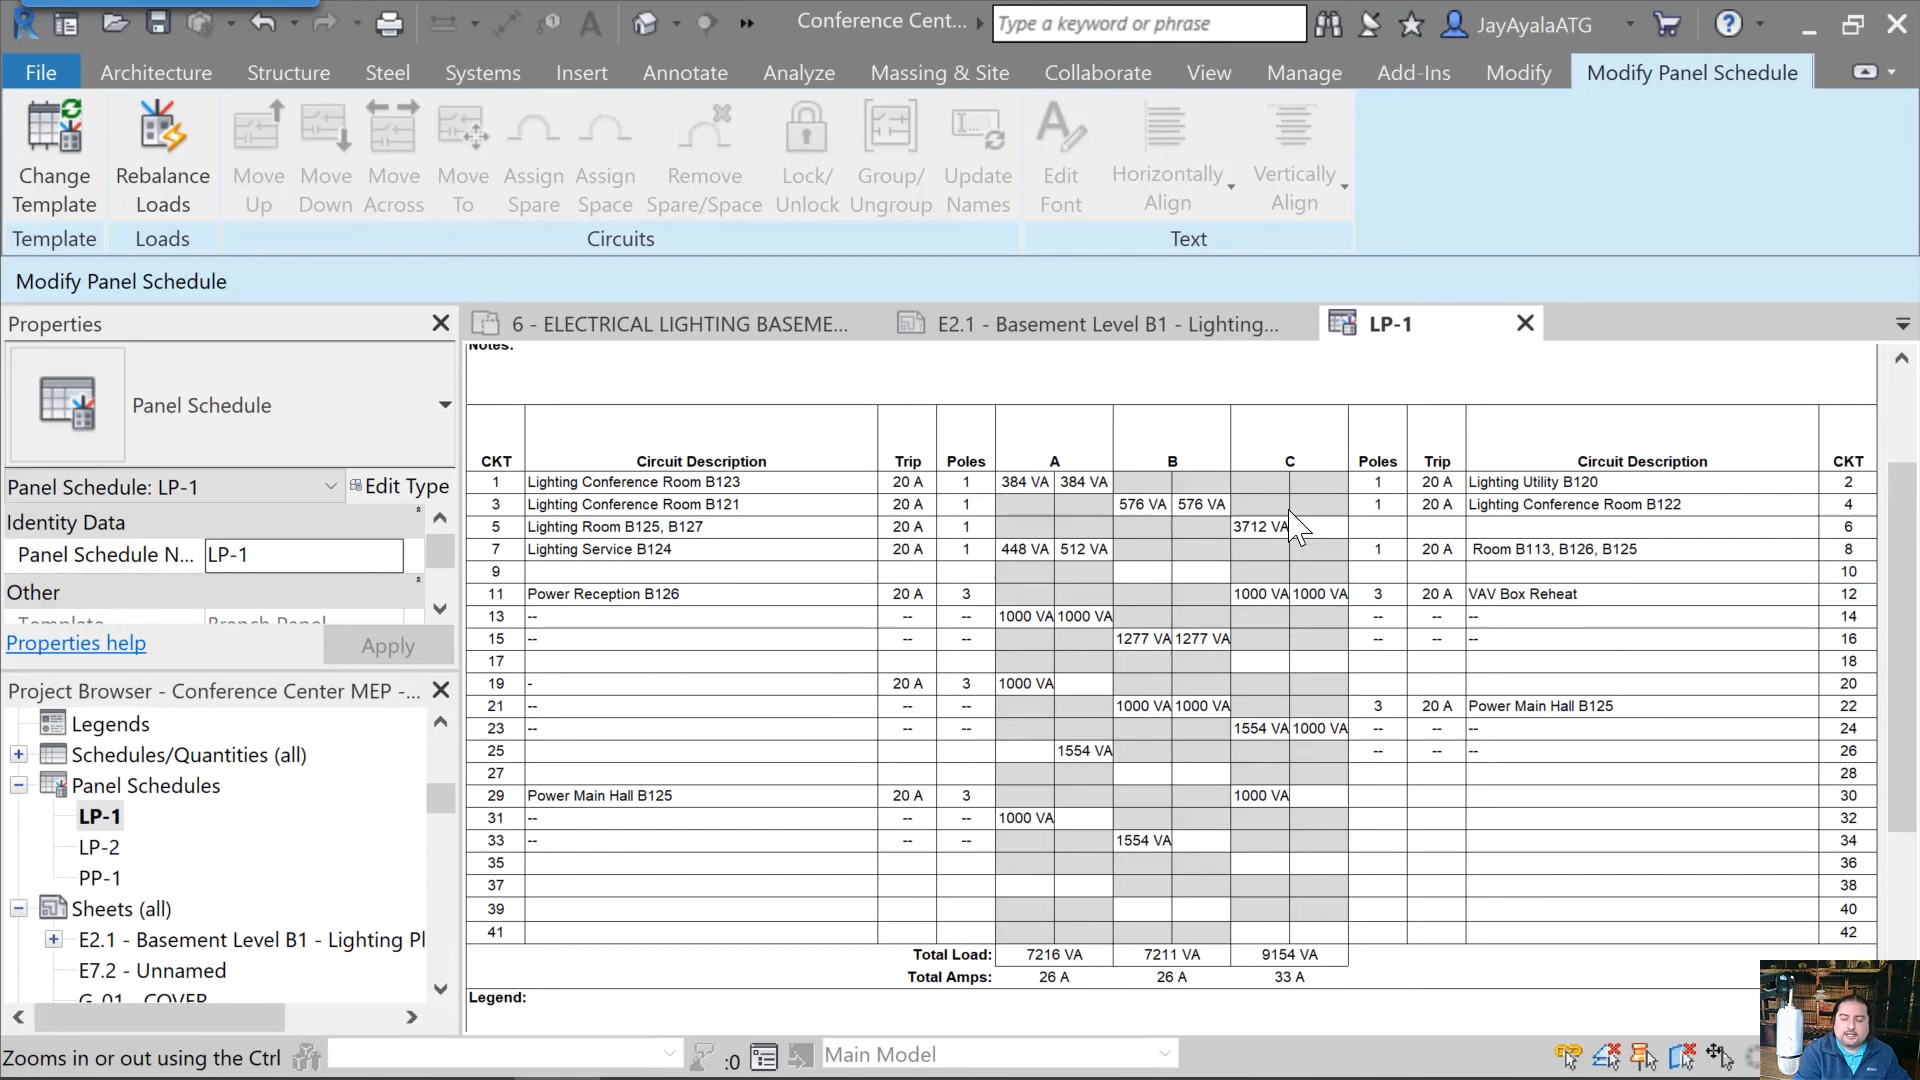 Conference Cent...
Type a keyword or phrase
JayAyalaATG
File Architecture Structure Steel Systems Insert Annotate Analyze Massing & Site Collaborate View Manage Add-Ins Modify Modify Panel Schedule
Change Template
Rebalance Loads
Move Up
Move Down
Move Across
Move To
Assign Spare
Assign Space
Remove Spare/Space
Lock/ Unlock
Group/ Ungroup
Update Names
Edit Font
Horizontally Align
Vertically Align
Template Loads Circuits Text
Modify Panel Schedule
Properties
Panel Schedule
Panel Schedule: LP-1 Edit Type
Identity Data
Panel Schedule N... LP-1
Other
Template Branch Panel
Properties help Apply
Project Browser - Conference Center MEP -...
Legends
Schedules/Quantities (all)
Panel Schedules
LP-1
LP-2
PP-1
Sheets (all)
E2.1 - Basement Level B1 - Lighting Pl
E7.2 - Unnamed
G-01 - COVER
6 - ELECTRICAL LIGHTING BASEME...
E2.1 - Basement Level B1 - Lighting...
LP-1
Notes:
CKT Circuit Description Trip Poles A B C Poles Trip Circuit Description CKT
1 Lighting Conference Room B123 20 A 1 384 VA 384 VA 1 20 A Lighting Utility B120 2
3 Lighting Conference Room B121 20 A 1 576 VA 576 VA 1 20 A Lighting Conference Room B122 4
5 Lighting Room B125, B127 20 A 1 3712 VA 6
7 Lighting Service B124 20 A 1 448 VA 512 VA 1 20 A Room B113, B126, B125 8
9 10
11 Power Reception B126 20 A 3 1000 VA 1000 VA 3 20 A VAV Box Reheat 12
13 -- -- -- 1000 VA 1000 VA -- -- -- 14
15 -- -- -- 1277 VA 1277 VA -- -- -- 16
17 18
19 - 20 A 3 1000 VA 20
21 -- -- -- 1000 VA 1000 VA 3 20 A Power Main Hall B125 22
23 -- -- -- 1554 VA 1000 VA -- -- -- 24
25 1554 VA -- -- -- 26
27 28
29 Power Main Hall B125 20 A 3 1000 VA 30
31 -- -- -- 1000 VA 32
33 -- -- -- 1554 VA 34
35 36
37 38
39 40
41 42
Total Load: 7216 VA 7211 VA 9154 VA
Total Amps: 26 A 26 A 33 A
Legend:
Zooms in or out using the Ctrl
:0
Main Model